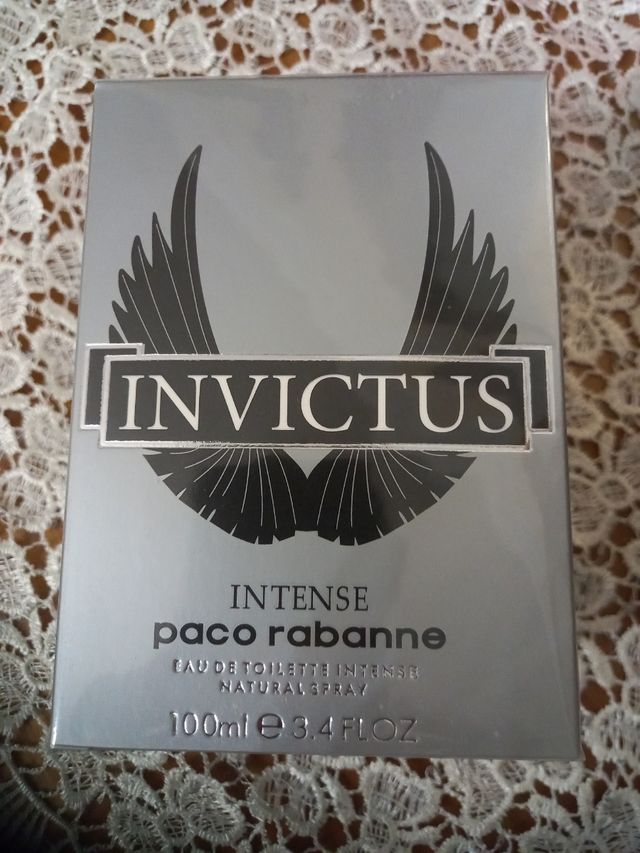 INVICTUS
INTENSE
paco rabanne
EAU DE TOILETTE INTENSE
NATURAL SPRAY
100ml e 3.4 FL OZ